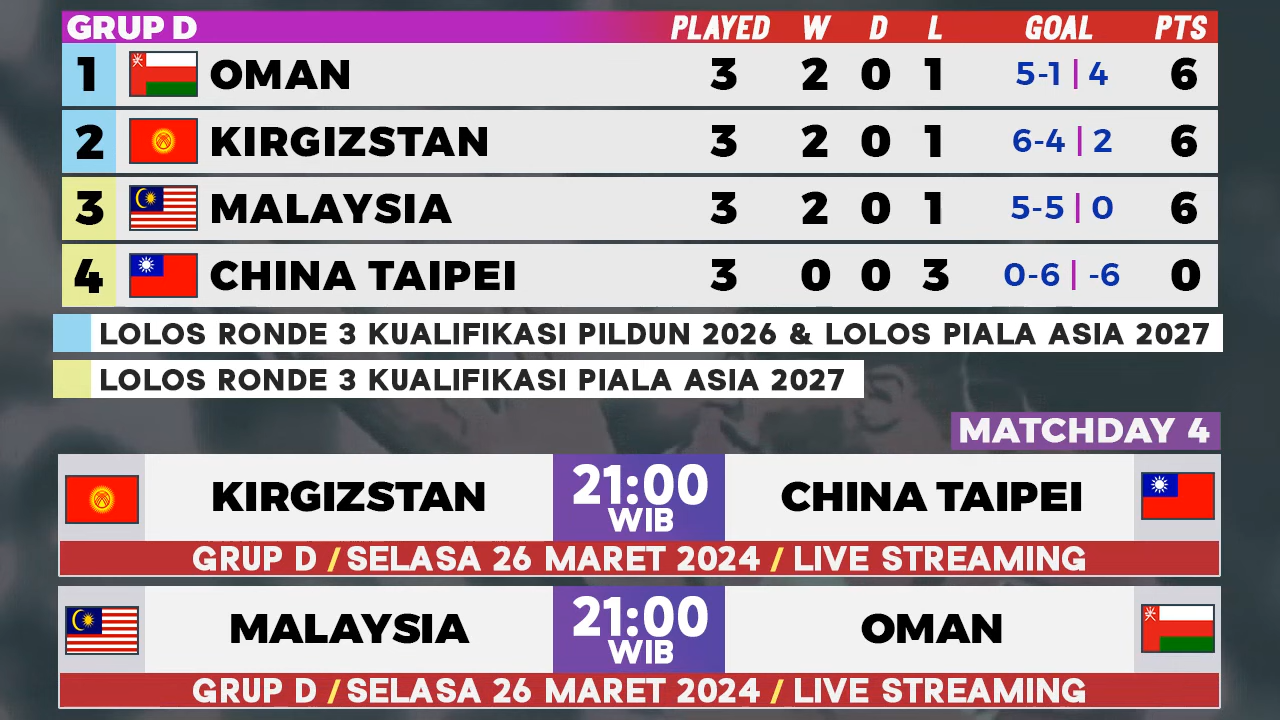 GRUP D PLAYED W D L GOAL PTS
1 OMAN 3 2 0 1 5-1 | 4 6
2 KIRGIZSTAN 3 2 0 1 6-4 | 2 6
3 MALAYSIA 3 2 0 1 5-5 | 0 6
4 CHINA TAIPEI 3 0 0 3 0-6 | -6 0
LOLOS RONDE 3 KUALIFIKASI PILDUN 2026 & LOLOS PIALA ASIA 2027
LOLOS RONDE 3 KUALIFIKASI PIALA ASIA 2027
MATCHDAY 4
KIRGIZSTAN 21:00 CHINA TAIPEI
WIB
GRUP D / SELASA 26 MARET 2024 / LIVE STREAMING
MALAYSIA 21:00 OMAN
WIB
GRUP D / SELASA 26 MARET 2024 / LIVE STREAMING